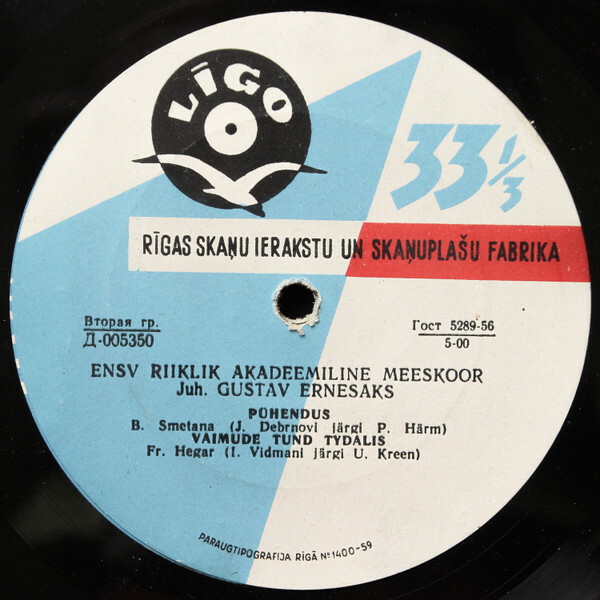 LĪGO
33 1/3
RĪGAS SKAŅU IERAKSTU UN SKAŅUPLAŠU FABRIKA
Вторая гр.
Д-005350
Гост 5289-56
5-00
ENSV RIIKLIK AKADEEMILINE MEESKOOR
Juh. GUSTAV ERNESAKS
PÜHENDUS
B. Smetana (J. Debrnovi järgi P. Härm)
VAIMUDE TUND TYDALIS
Fr. Hegar (I. Vidmani järgi U. Kreen)
PARAUGTIPOGRAFIJA RĪGĀ № 1400-59